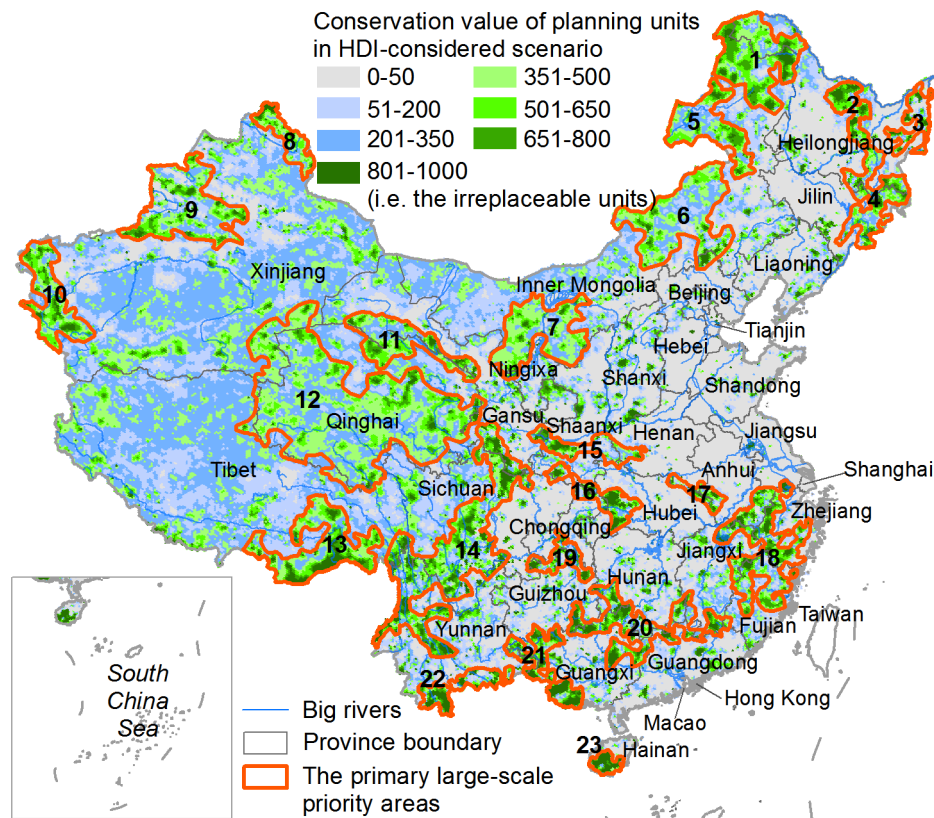 Conservation value of planning units
in HDI-considered scenario
0-50
351-500
51-200
501-650
201-350
651-800
801-1000
(i.e. the irreplaceable units)
1
2
3
5
8
Heilongjiang
4
Jilin
9
6
Liaoning
Xinjiang
10
Inner Mongolia
Beijing
7
Tianjin
11
Hebei
Ningixa
Shanxi
Shandong
12
Qinghai
Gansu
Shaanxi
Henan
Jiangsu
15
Tibet
Sichuan
Anhui
Shanghai
16
17
Hubei
Zhejiang
Chongqing
13
14
19
Jiangxi
18
Hunan
Guizhou
Taiwan
Yunnan
20
Fujian
21
Guangxi
Guangdong
22
Hong Kong
Macao
23
Hainan
South
China
Sea
Big rivers
Province boundary
The primary large-scale
priority areas